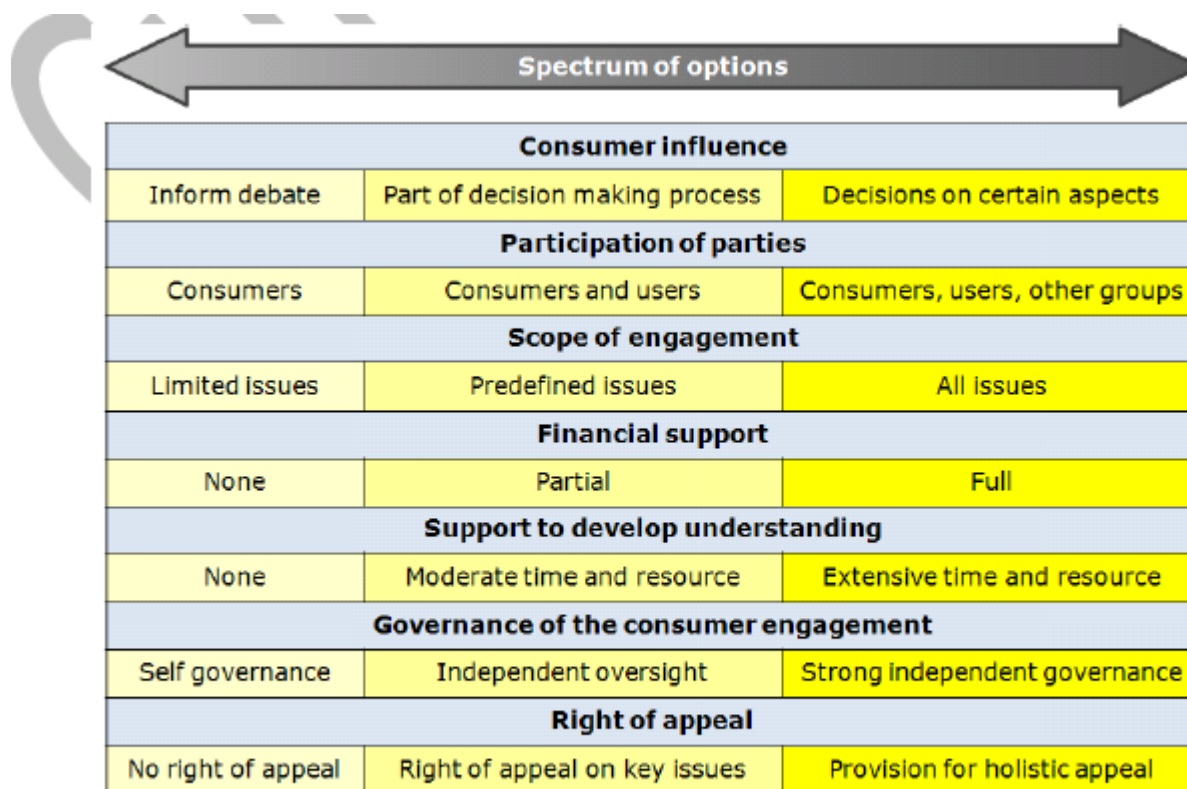 Spectrum of options
Consumer influence
Inform debate Part of decision making process Decisions on certain aspects
Participation of parties
Consumers Consumers and users Consumers, users, other groups
Scope of engagement
Limited issues Predefined issues All issues
Financial support
None Partial Full
Support to develop understanding
None Moderate time and resource Extensive time and resource
Governance of the consumer engagement
Self governance Independent oversight Strong independent governance
Right of appeal
No right of appeal Right of appeal on key issues Provision for holistic appeal